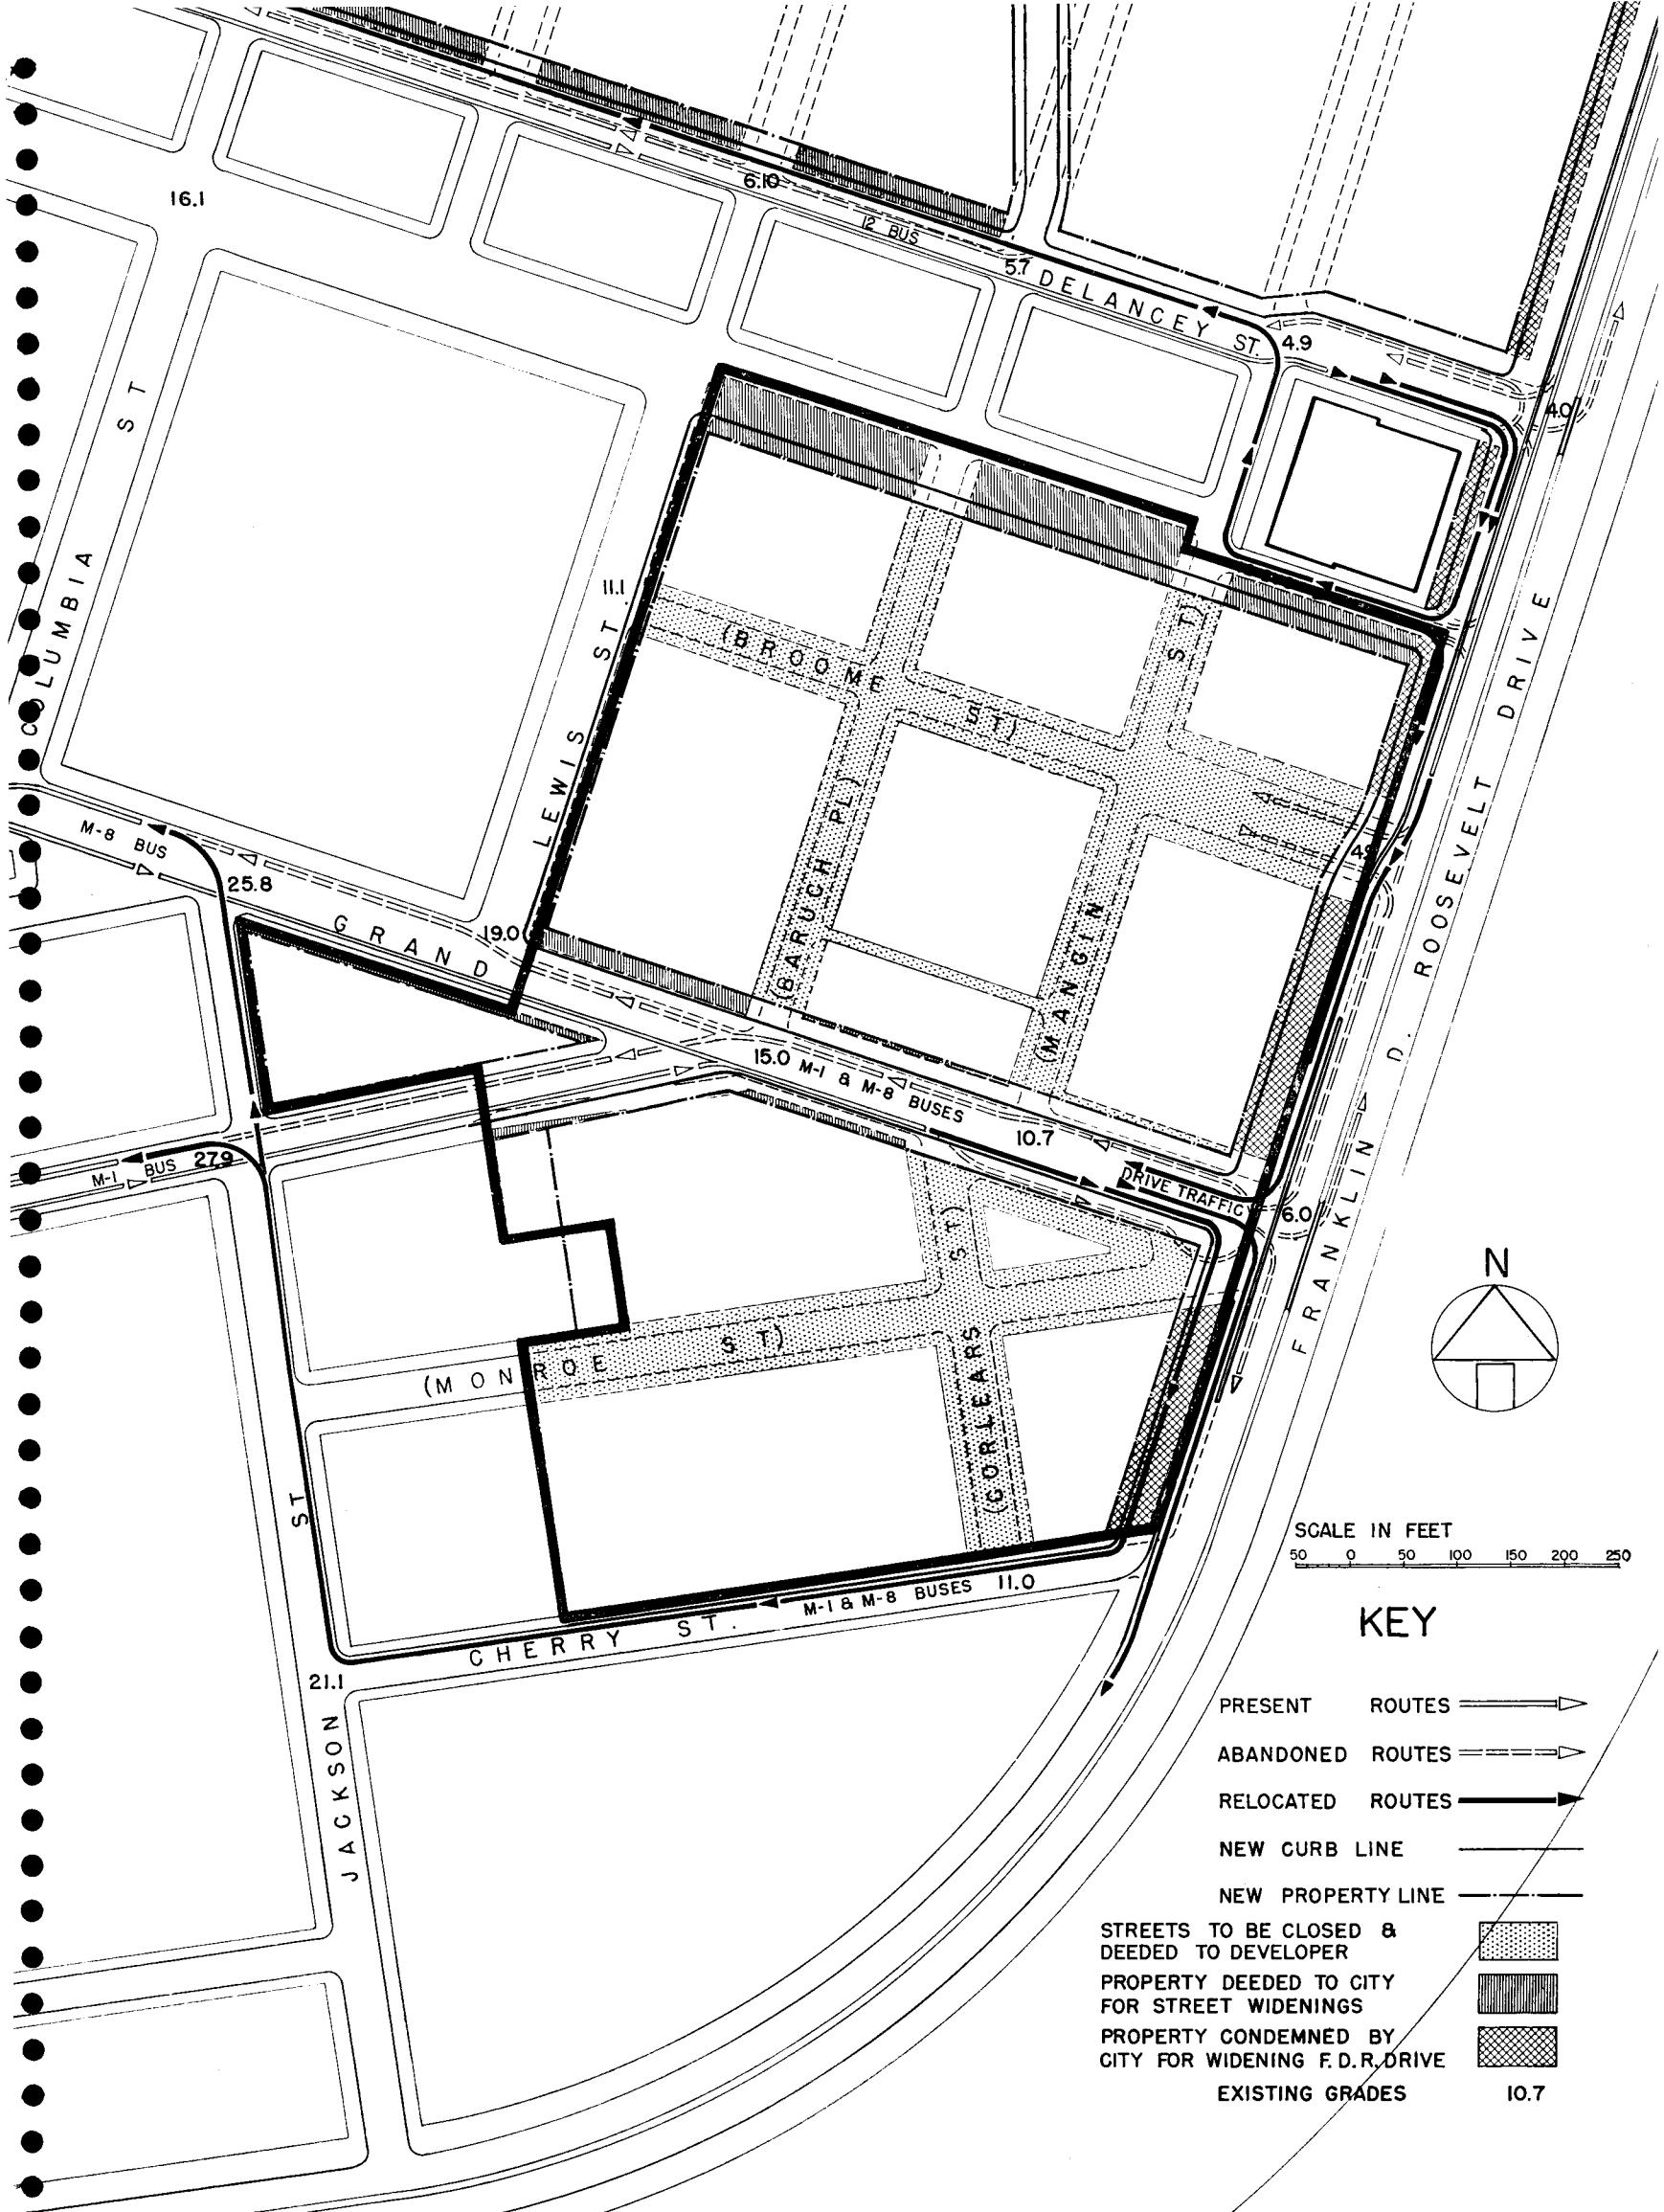 16.1
6.10
12 BUS
5.7
DELANCEY ST.
4.9
4.0
COLUMBIA ST
11.1
LEWIS ST.
(BROOME ST)
(BARUCH PL)
(MANGIN ST)
FRANKLIN D. ROOSEVELT DRIVE
M-8 BUS
25.8
GRAND
19.0
15.0 M-1 & M-8 BUSES
10.7
DRIVE TRAFFIC
6.0
M-1 BUS 27.9
(MONROE ST)
(CORLEARS ST)
N
JACKSON ST
CHERRY ST.
M-1 & M-8 BUSES 11.0
21.1
SCALE IN FEET
50 0 50 100 150 200 250
KEY
PRESENT ROUTES
ABANDONED ROUTES
RELOCATED ROUTES
NEW CURB LINE
NEW PROPERTY LINE
STREETS TO BE CLOSED &
DEEDED TO DEVELOPER
PROPERTY DEEDED TO CITY
FOR STREET WIDENINGS
PROPERTY CONDEMNED BY
CITY FOR WIDENING F.D.R. DRIVE
EXISTING GRADES 10.7